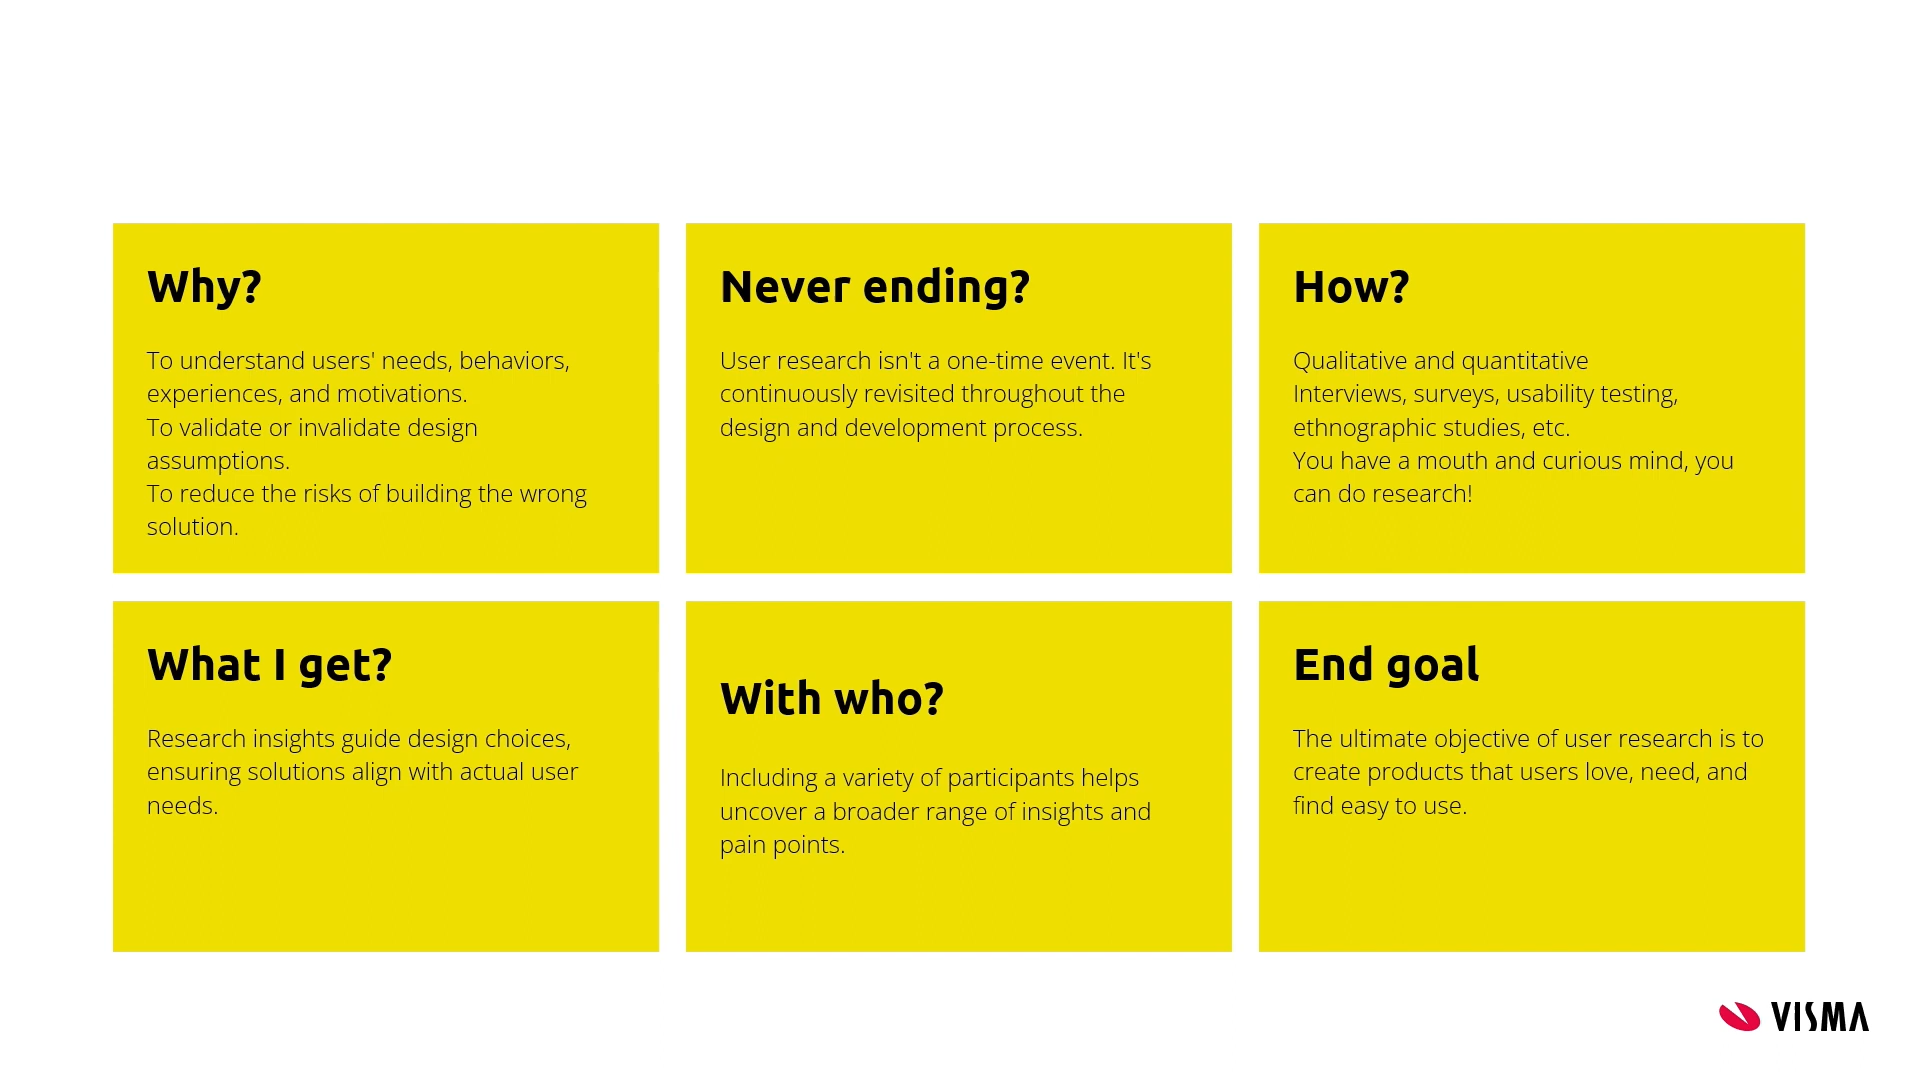 Why?
To understand users' needs, behaviors,
experiences, and motivations.
To validate or invalidate design
assumptions.
To reduce the risks of building the wrong
solution.
Never ending?
User research isn't a one-time event. It's
continuously revisited throughout the
design and development process.
How?
Qualitative and quantitative
Interviews, surveys, usability testing,
ethnographic studies, etc.
You have a mouth and curious mind, you
can do research!
What I get?
Research insights guide design choices,
ensuring solutions align with actual user
needs.
With who?
Including a variety of participants helps
uncover a broader range of insights and
pain points.
End goal
The ultimate objective of user research is to
create products that users love, need, and
find easy to use.
VISMA